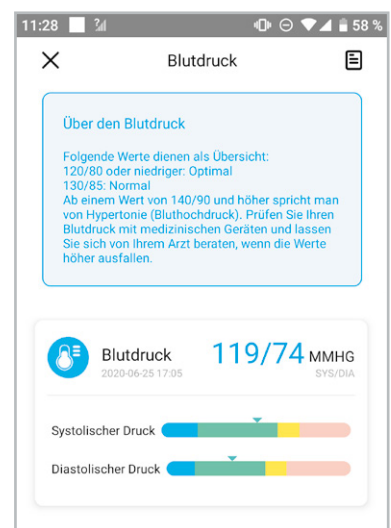 11:28 58 %
Blutdruck
Über den Blutdruck
Folgende Werte dienen als Übersicht:
120/80 oder niedriger: Optimal
130/85: Normal
Ab einem Wert von 140/90 und höher spricht man
von Hypertonie (Bluthochdruck). Prüfen Sie Ihren
Blutdruck mit medizinischen Geräten und lassen
Sie sich von Ihrem Arzt beraten, wenn die Werte
höher ausfallen.
Blutdruck 119/74 MMHG
2020-06-25 17:05 SYS/DIA
Systolischer Druck
Diastolischer Druck